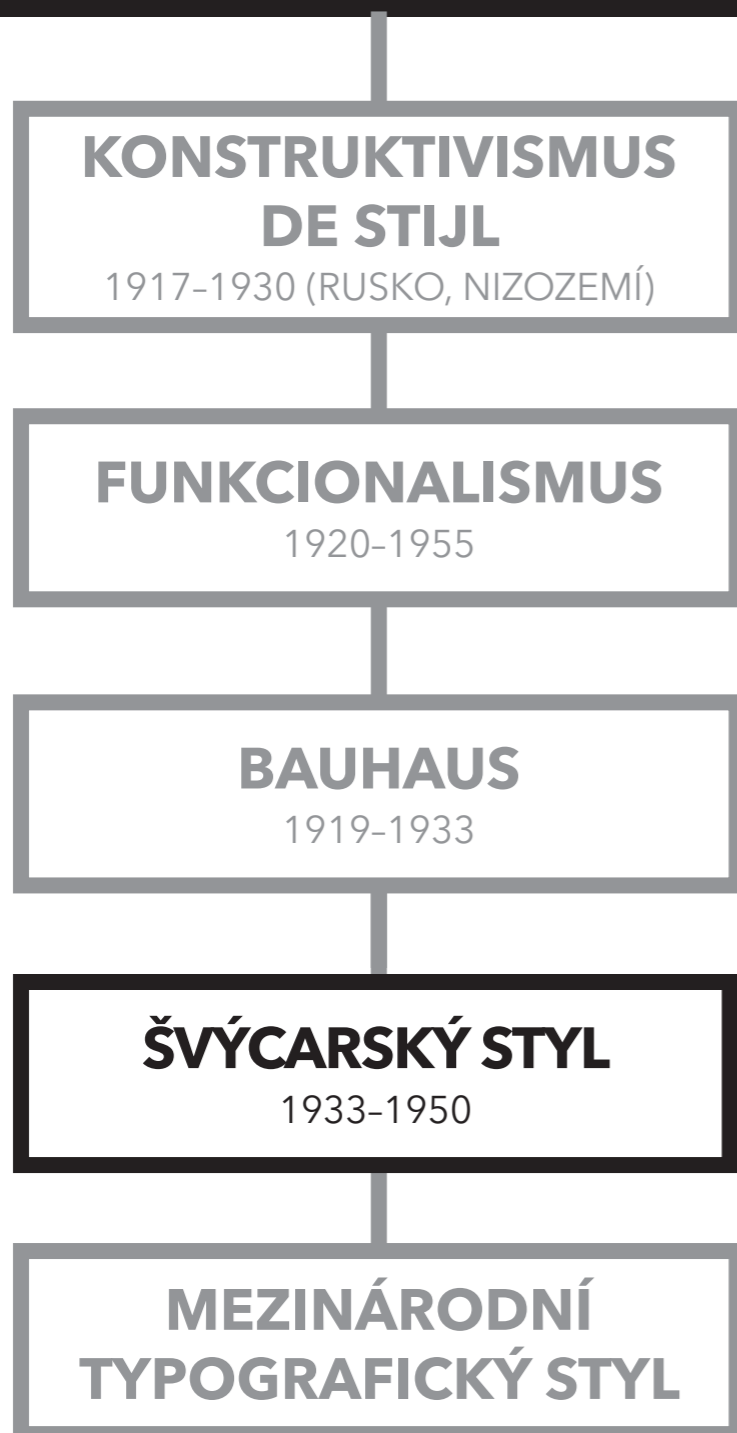 KONSTRUKTIVISMUS
DE STIJL
1917–1930 (RUSKO, NIZOZEMÍ)
FUNKCIONALISMUS
1920–1955
BAUHAUS
1919–1933
ŠVÝCARSKÝ STYL
1933–1950
MEZINÁRODNÍ
TYPOGRAFICKÝ STYL